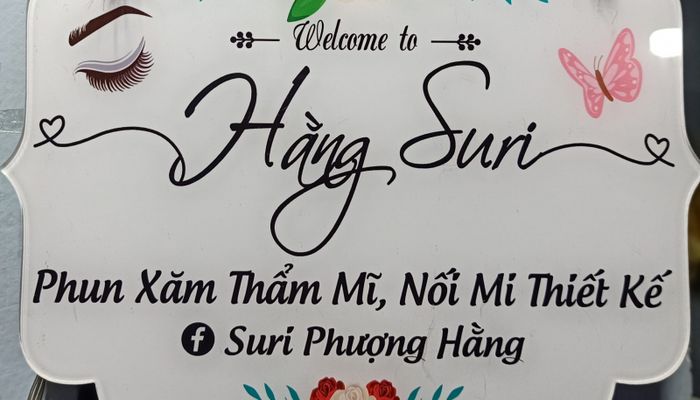 Welcome to
Hằng Suri
Phun Xăm Thẩm Mĩ, Nối Mi Thiết Kế
Suri Phượng Hằng